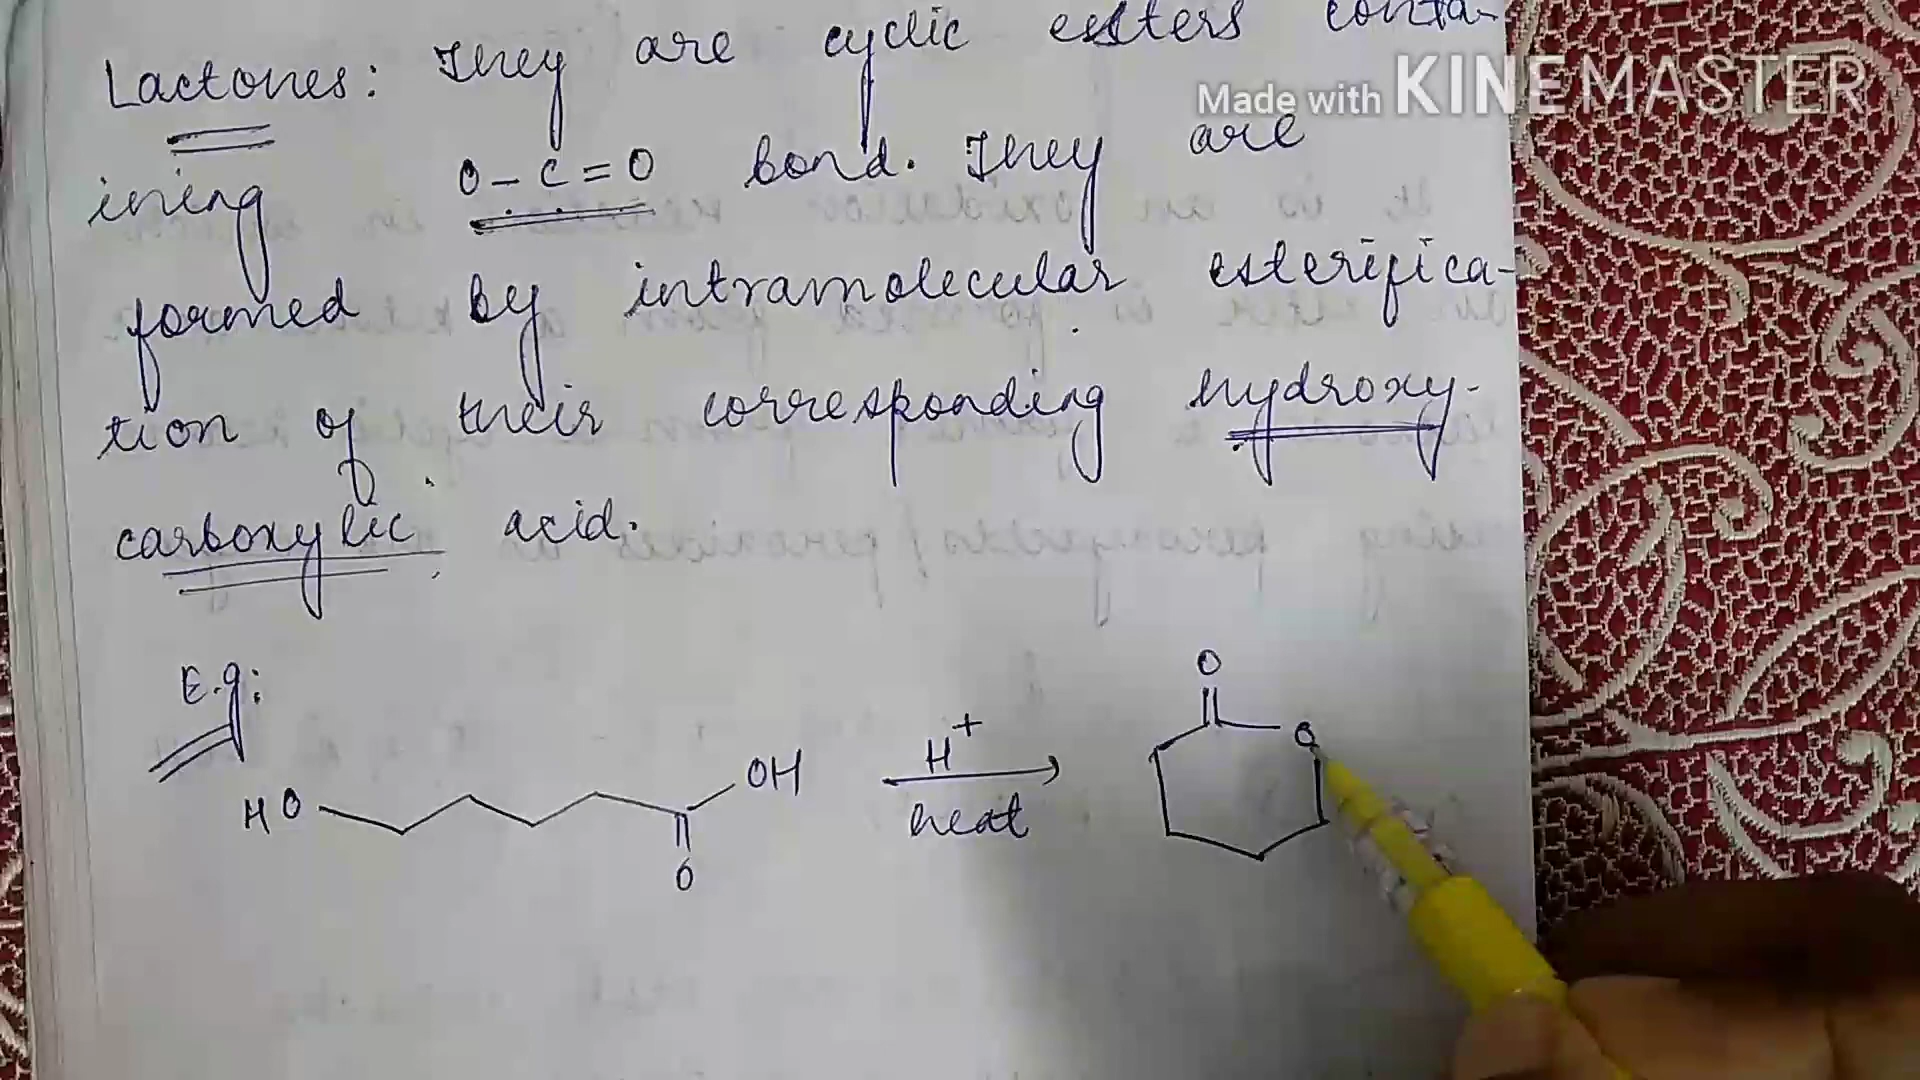 Lactones: They are cyclic esters conta-
Made with KINEMASTER
ining O-C=O bond. They are
formed by intramolecular esterifica-
tion of their corresponding hydroxy-
carboxylic acid.
E.g:
HO OH O H+ heat O O